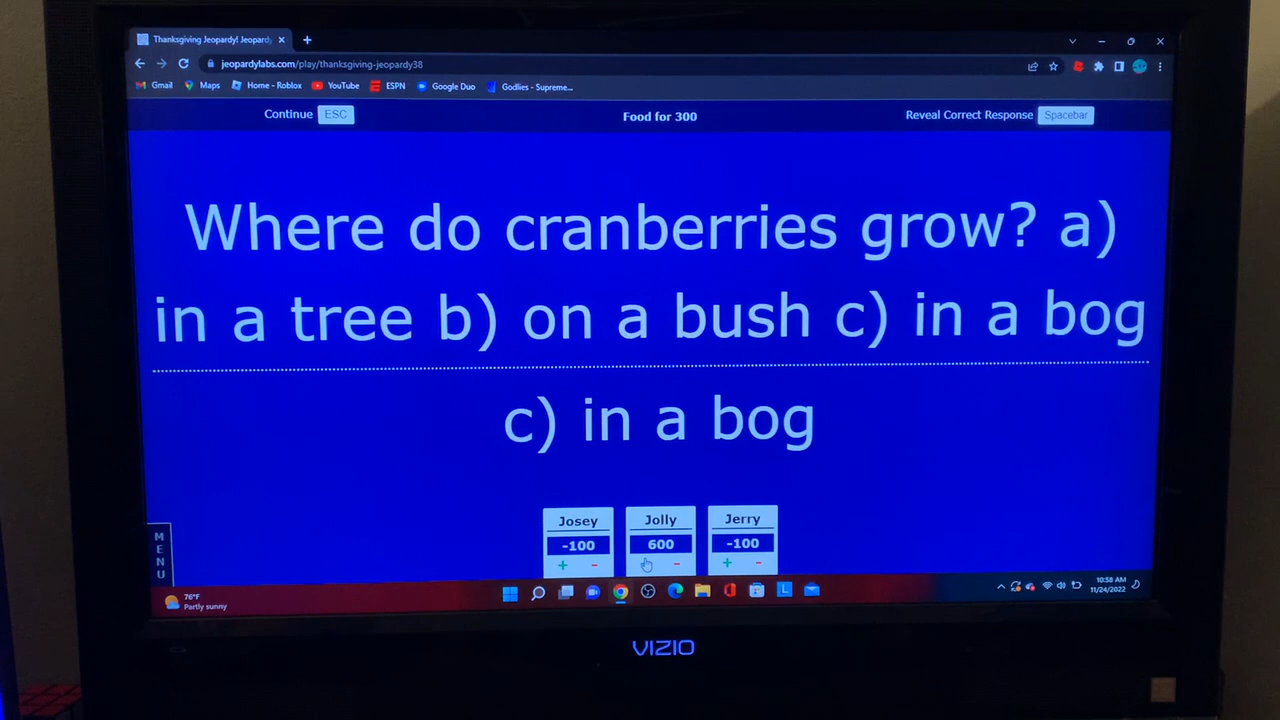 Thanksgiving Jeopardy! Jeopardy
jeopardylabs.com/play/thanksgiving-jeopardy38
Gmail Maps Home - Roblox YouTube ESPN Google Duo Godlies - Supreme...
Continue ESC Food for 300 Reveal Correct Response Spacebar
Where do cranberries grow? a)
in a tree b) on a bush c) in a bog
c) in a bog
MENU
Josey Jolly Jerry
-100 600 -100
+ - - + -
76°F
Partly sunny
10:58 AM
11/24/2022
VIZIO